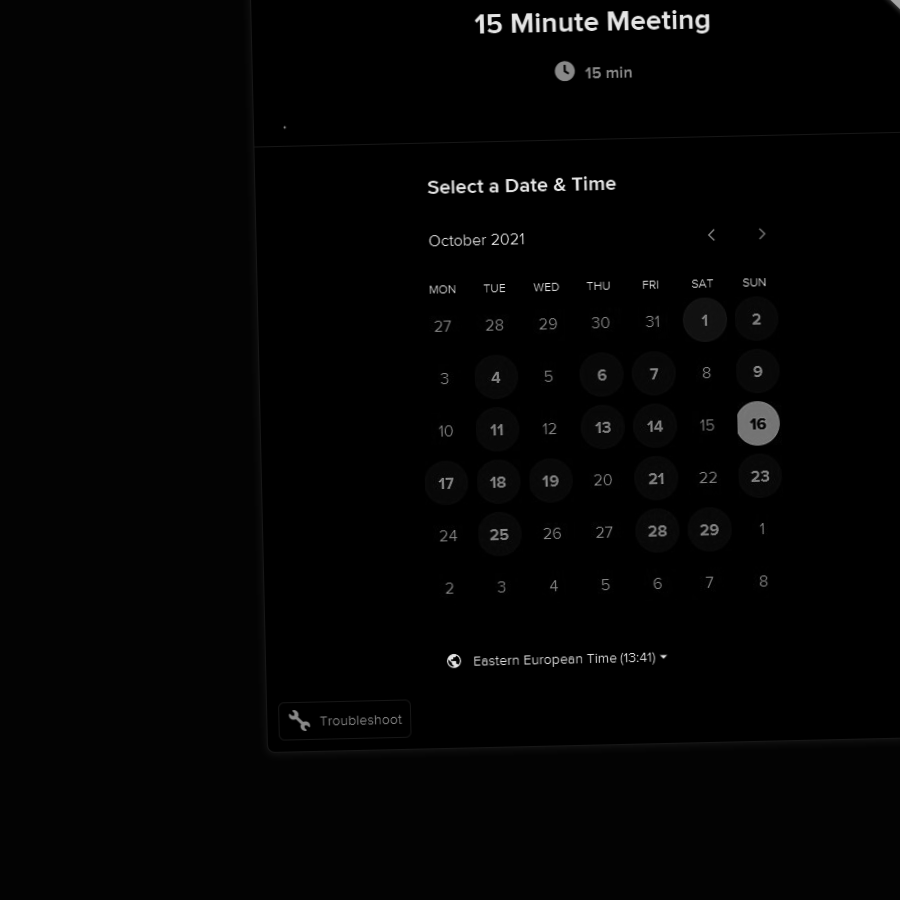 15 Minute Meeting
15 min
Select a Date & Time
October 2021
MON TUE WED THU FRI SAT SUN
27 28 29 30 31 1 2
3 4 5 6 7 8 9
10 11 12 13 14 15 16
17 18 19 20 21 22 23
24 25 26 27 28 29 1
2 3 4 5 6 7 8
Eastern European Time (13:41)
Troubleshoot